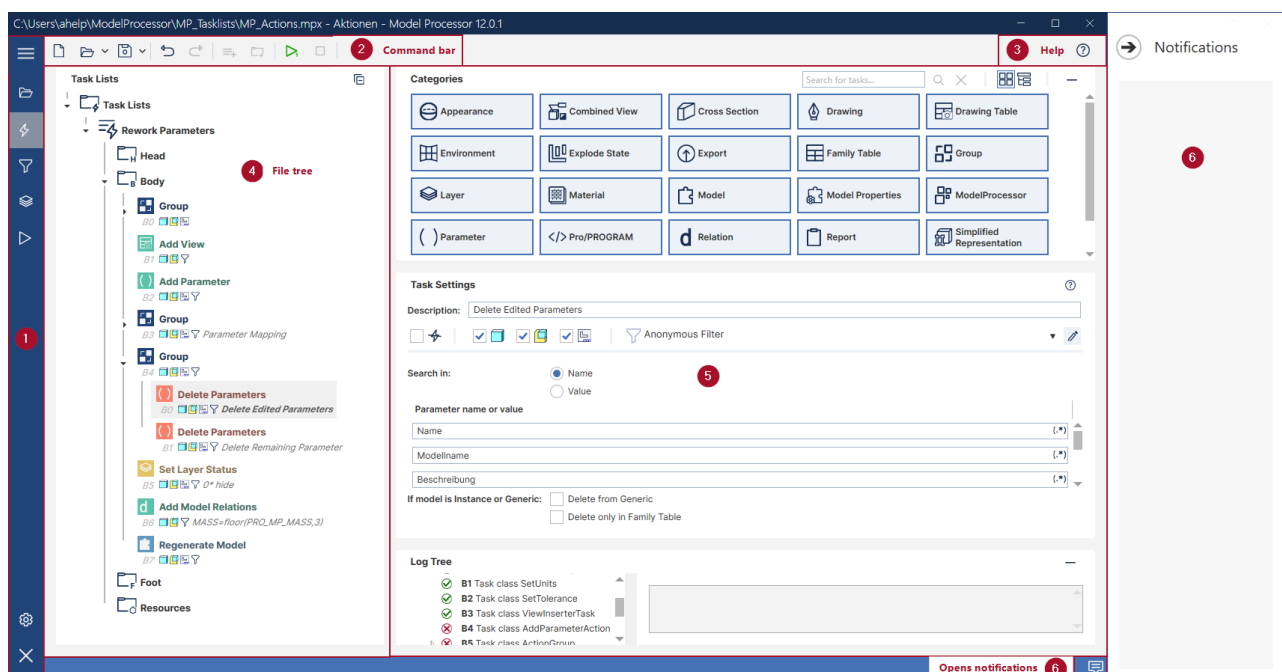 C:\Users\ahelp\ModelProcessor\MP_Tasklists\MP_Actions.mpx - Aktionen - Model Processor 12.0.1
2 Command bar
3 Help
Notifications
1
Task Lists
Task Lists
Rework Parameters
Head
4 File tree
Body
Group
B0
Add View
B1
Add Parameter
B2
Group
B3 Parameter Mapping
Group
B4
Delete Parameters
B0 Delete Edited Parameters
Delete Parameters
B1 Delete Remaining Parameter
Set Layer Status
B5 0* hide
Add Model Relations
B6 MASS=floor(PRO_MP_MASS,3)
Regenerate Model
B7
Foot
Resources
Categories
Search for tasks...
Appearance Combined View Cross Section Drawing Drawing Table
Environment Explode State Export Family Table Group
Layer Material Model Model Properties ModelProcessor
Parameter Pro/PROGRAM Relation Report Simplified
Representation
Task Settings
Description: Delete Edited Parameters
Anonymous Filter
Search in: Name
Value
5
Parameter name or value
Name (.*)
Modellname (.*)
Beschreibung (.*)
If model is Instance or Generic: Delete from Generic
Delete only in Family Table
Log Tree
B1 Task class SetUnits
B2 Task class SetTolerance
B3 Task class ViewInserterTask
B4 Task class AddParameterAction
B5 Task class ActionGroup
Opens notifications 6
6